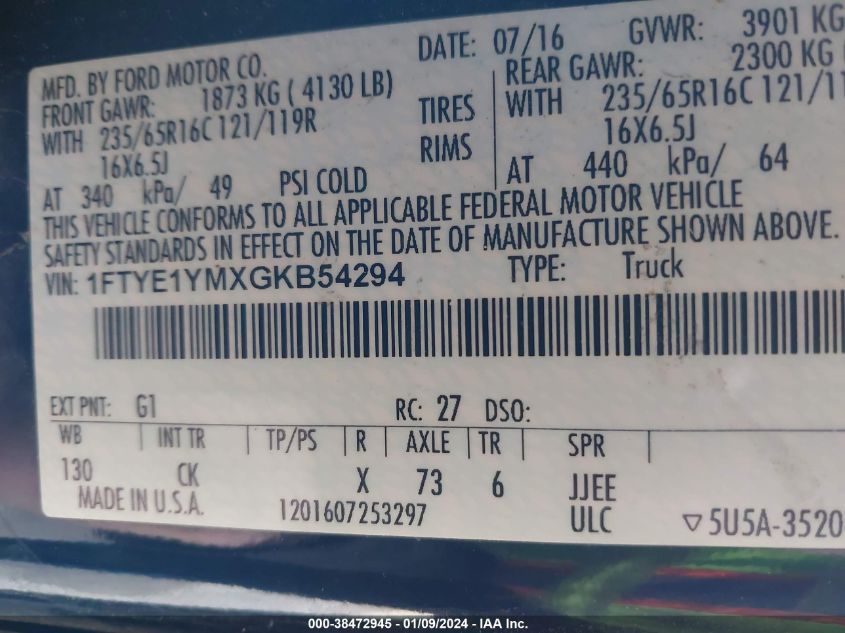 MFD. BY FORD MOTOR CO. DATE: 07/16 GVWR: 3901 KG
FRONT GAWR: 1873 KG ( 4130 LB) REAR GAWR: 2300 KG (
WITH 235/65R16C 121/119R TIRES WITH 235/65R16C 121/11
16X6.5J RIMS 16X6.5J
AT 340 kPa/ 49 PSI COLD AT 440 kPa/ 64
THIS VEHICLE CONFORMS TO ALL APPLICABLE FEDERAL MOTOR VEHICLE
SAFETY STANDARDS IN EFFECT ON THE DATE OF MANUFACTURE SHOWN ABOVE.
VIN: 1FTYE1YMXGKB54294 TYPE: Truck
EXT PNT: G1 RC: 27 DSO:
WB INT TR TP/PS R AXLE TR SPR
130 CK X 73 6 JJEE
MADE IN U.S.A. 1201607253297 ULC ▽5U5A-3520
000-38472945 - 01/09/2024 - IAA Inc.